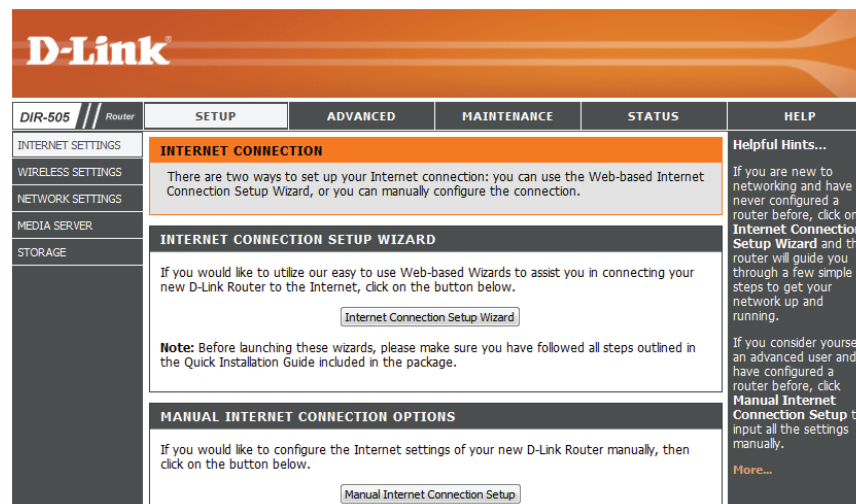 D-Link
DIR-505 // Router
SETUP
ADVANCED
MAINTENANCE
STATUS
HELP
INTERNET SETTINGS
WIRELESS SETTINGS
NETWORK SETTINGS
MEDIA SERVER
STORAGE
INTERNET CONNECTION
There are two ways to set up your Internet connection: you can use the Web-based Internet
Connection Setup Wizard, or you can manually configure the connection.
INTERNET CONNECTION SETUP WIZARD
If you would like to utilize our easy to use Web-based Wizards to assist you in connecting your
new D-Link Router to the Internet, click on the button below.
Internet Connection Setup Wizard
Note: Before launching these wizards, please make sure you have followed all steps outlined in
the Quick Installation Guide included in the package.
MANUAL INTERNET CONNECTION OPTIONS
If you would like to configure the Internet settings of your new D-Link Router manually, then
click on the button below.
Manual Internet Connection Setup
Helpful Hints...
If you are new to
networking and have
never configured a
router before, click on
Internet Connection
Setup Wizard and
router will guide you
through a few simple
steps to get your
network up and
running.
If you consider
an advanced user and
have configured a
router before, click
Manual Internet
Connection Setup
input all the settings
manually.
More...